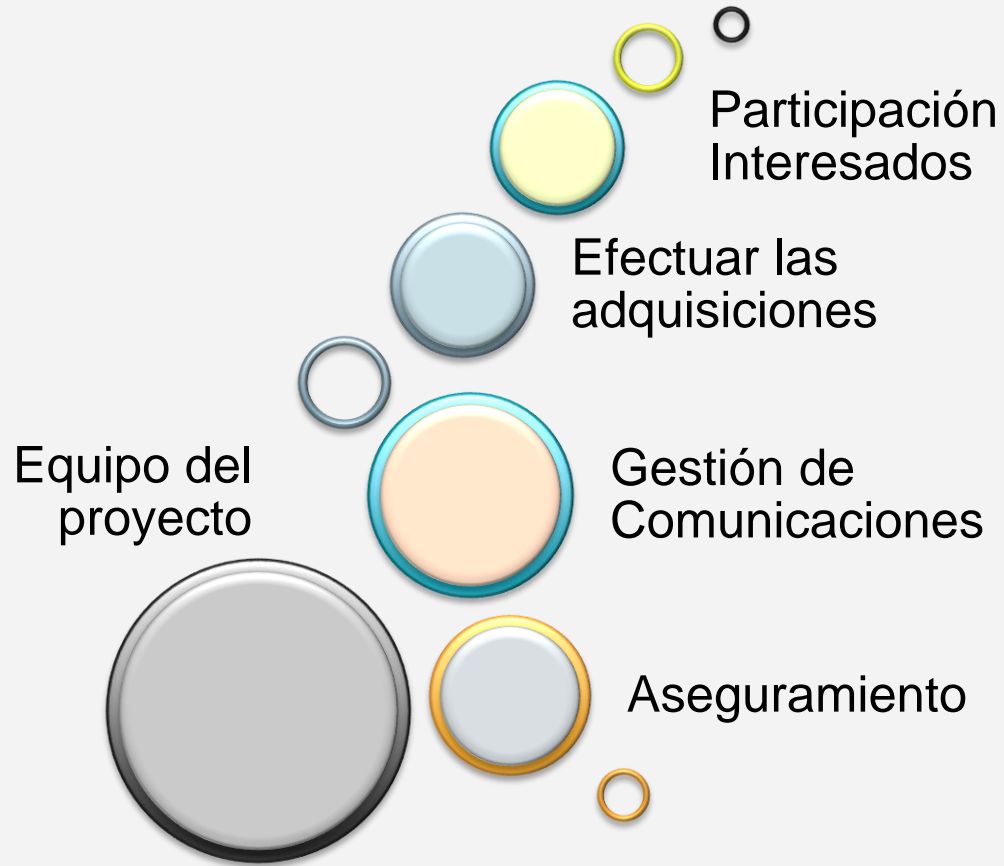 Participación
Interesados
Efectuar las
adquisiciones
Equipo del
proyecto
Gestión de
Comunicaciones
Aseguramiento